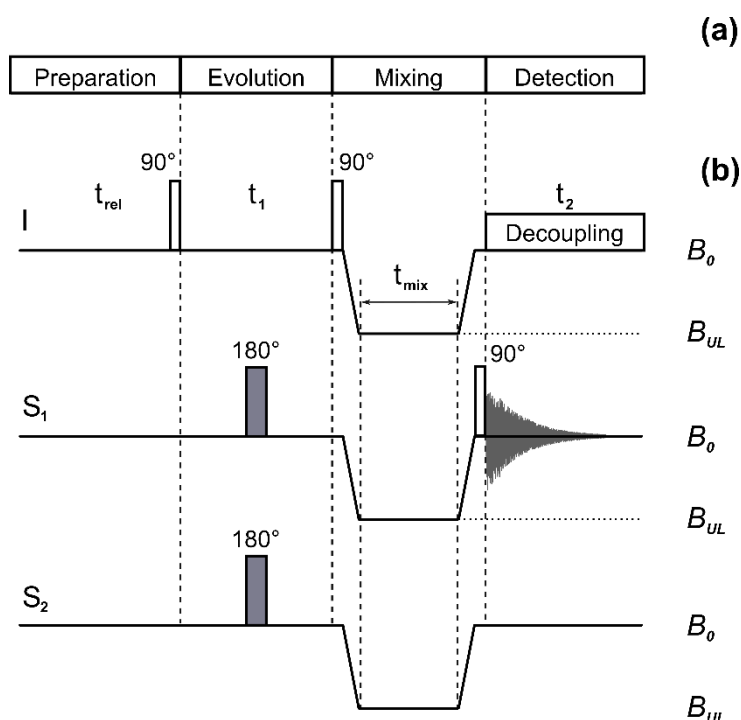 (a)
Preparation Evolution Mixing Detection
(b)
90° 90°
t_rel t_1 t_2
I
Decoupling B_0
t_mix
B_UL
180° 90°
S_1
B_0
B_UL
180°
S_2
B_0
B_UL